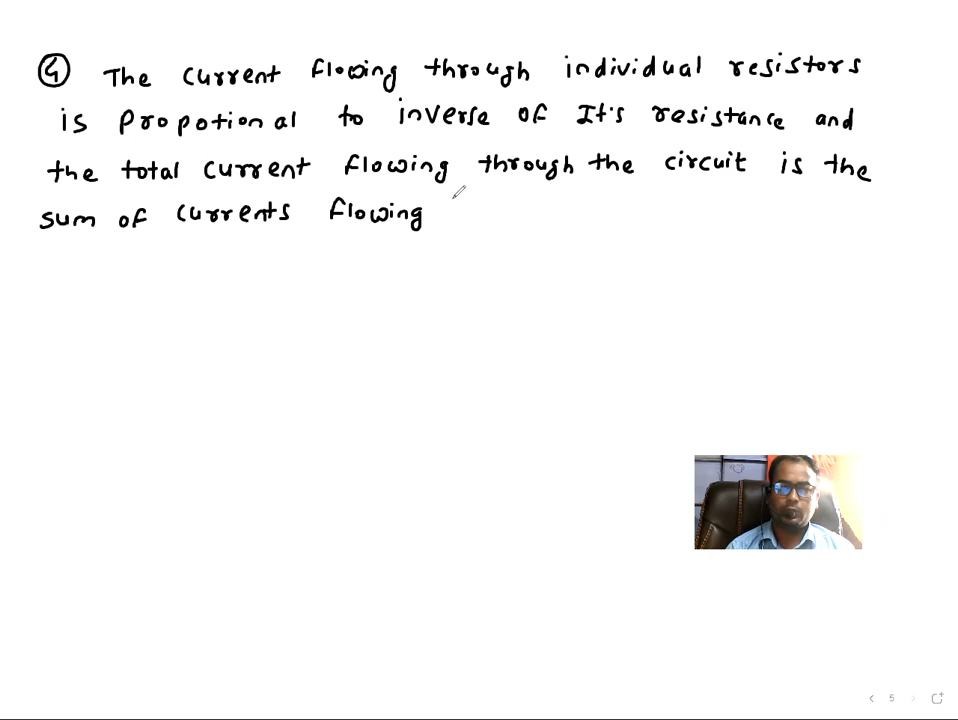 ④ The current flowing through individual resistors
is Propotional to inverse of It's resistance and
the total current flowing through the circuit is the
sum of currents flowing
5